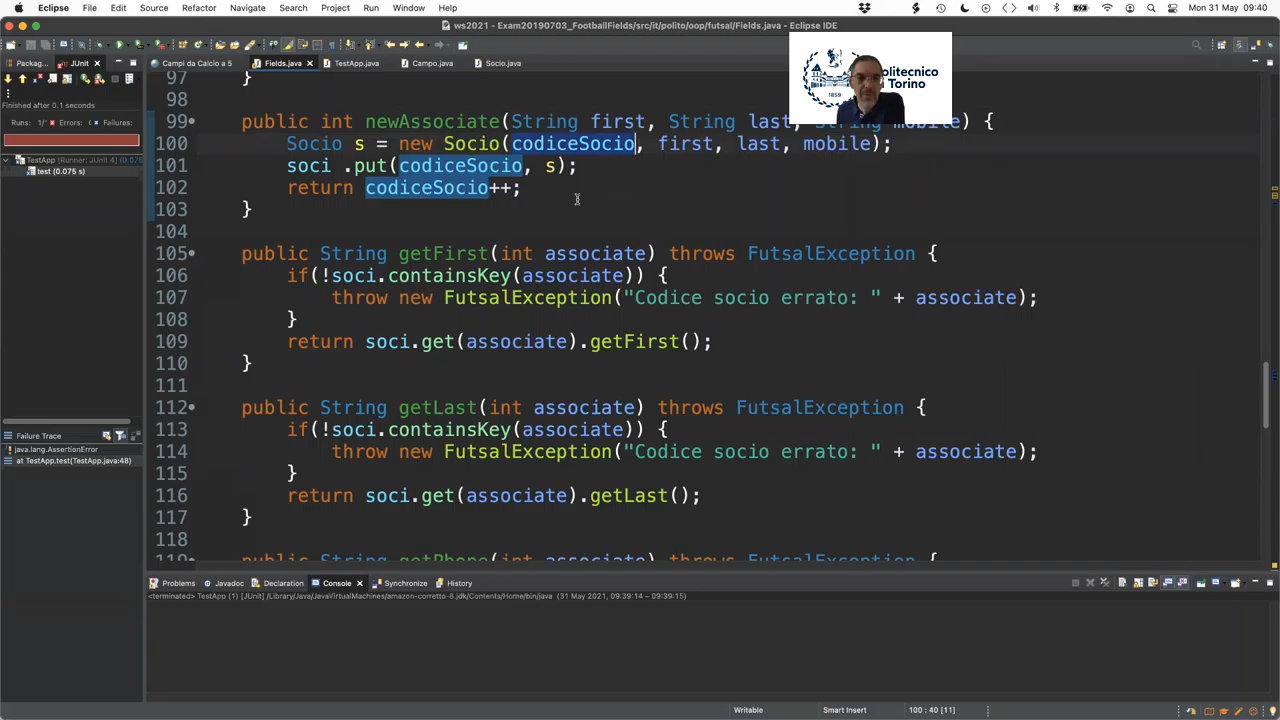 Eclipse File Edit Source Refactor Navigate Search Project Run Window Help Mon 31 May 09:40
ws2021 - Exam20190703_FootballFields/src/it/polito/oop/futsal/Fields.java - Eclipse IDE
Packag... JUnit Campi da Calcio a 5 Fields.java TestApp.java Campo.java Socio.java
Politecnico
di Torino
1859
Finished after 0.1 seconds
Runs: 1/ Errors: Failures:
TestApp [Runner: JUnit 4] (0.075 s)
test (0.075 s)
Failure Trace
java.lang.AssertionError
at TestApp.test(TestApp.java:48)
97 }
98
99 public int newAssociate(String first, String last, String mobile) {
100 Socio s = new Socio(codiceSocio, first, last, mobile);
101 soci .put(codiceSocio, s);
102 return codiceSocio++;
103 }
104
105 public String getFirst(int associate) throws FutsalException {
106 if(!soci.containsKey(associate)) {
107 throw new FutsalException("Codice socio errato: " + associate);
108 }
109 return soci.get(associate).getFirst();
110 }
111
112 public String getLast(int associate) throws FutsalException {
113 if(!soci.containsKey(associate)) {
114 throw new FutsalException("Codice socio errato: " + associate);
115 }
116 return soci.get(associate).getLast();
117 }
118
119 public String getPhone(int associate) throws FutsalException {
Problems Javadoc Declaration Console Synchronize History
<terminated> TestApp (1) [JUnit] /Library/Java/JavaVirtualMachines/amazon-corretto-8.jdk/Contents/Home/bin/java (31 May 2021, 09:39:14 – 09:39:15)
Writable Smart Insert 100 : 40 [11]